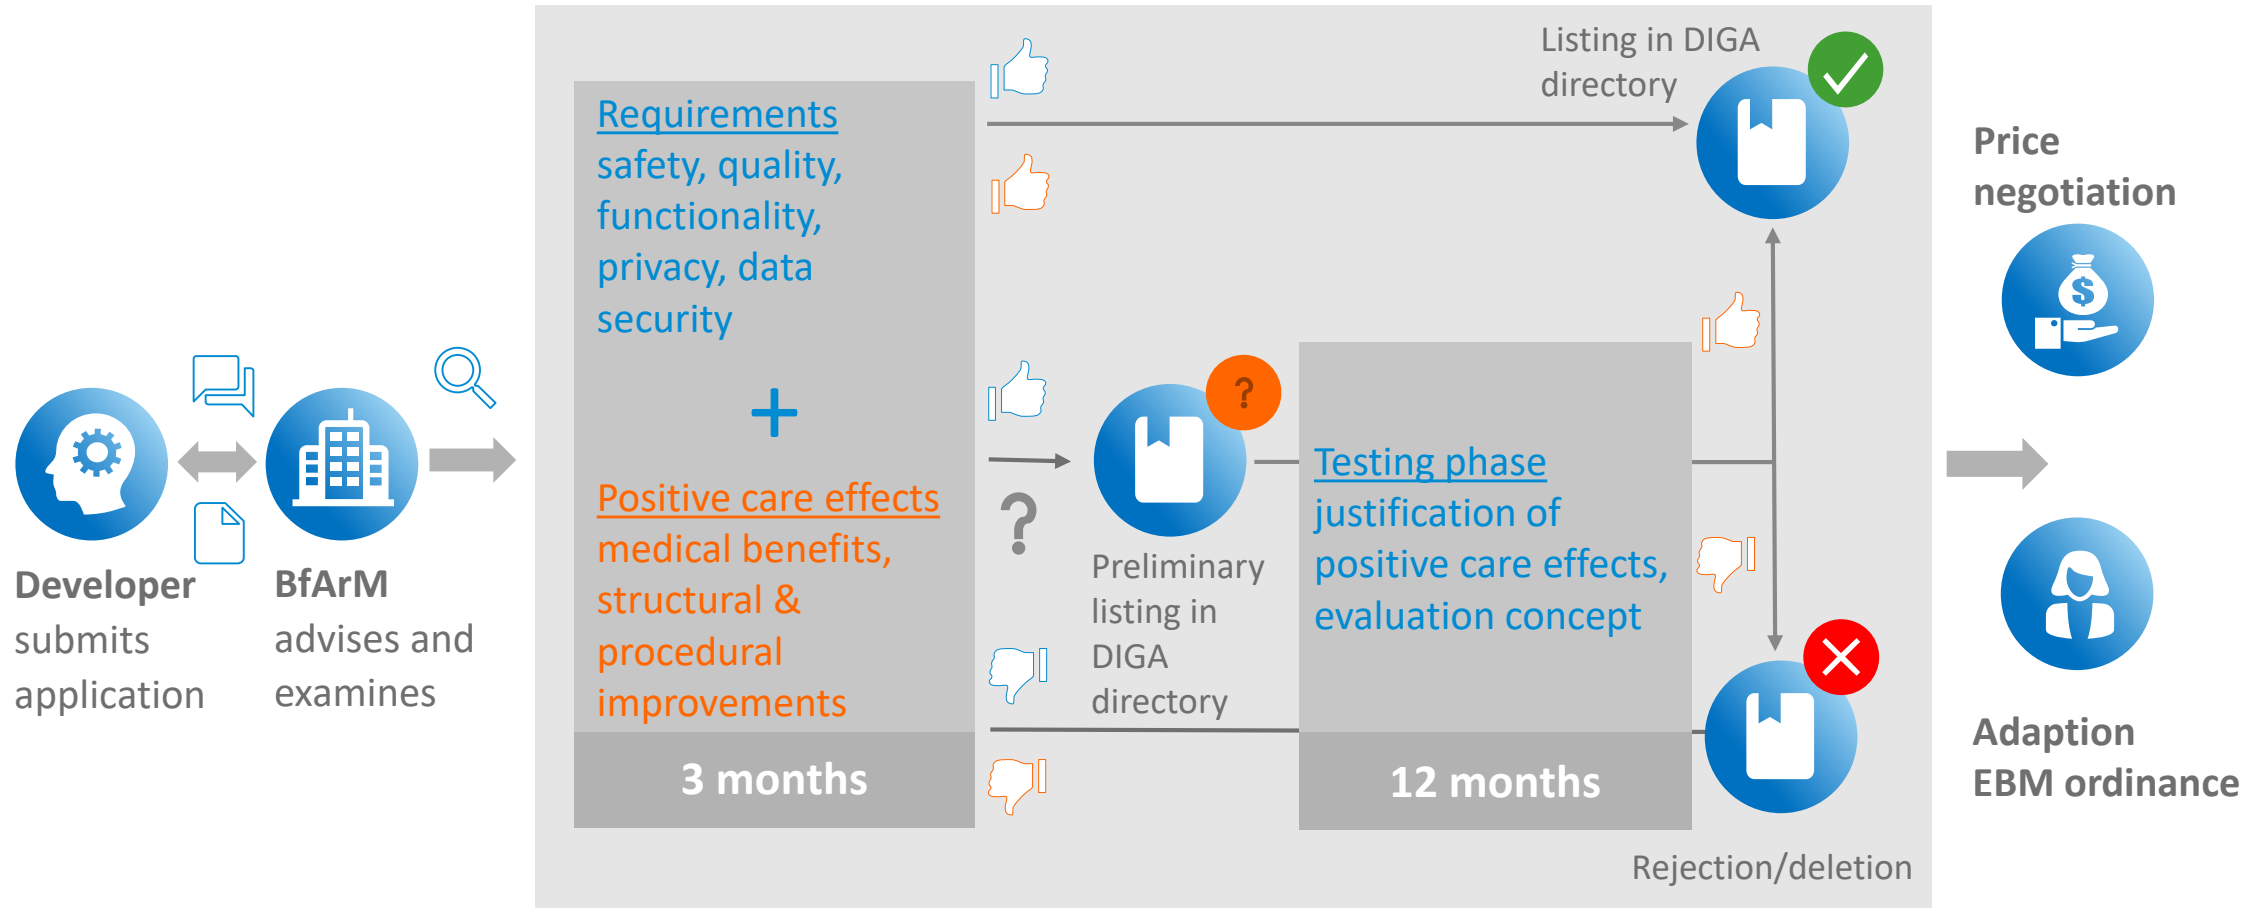 Developer
submits
application
BfArM
advises and
examines
Requirements
safety, quality,
functionality,
privacy, data
security
+
Positive care effects
medical benefits,
structural &
procedural
improvements
3 months
?
?
Preliminary
listing in
DIGA
directory
Testing phase
justification of
positive care effects,
evaluation concept
12 months
Listing in DIGA
directory
Rejection/deletion
Price
negotiation
$
Adaption
EBM ordinance